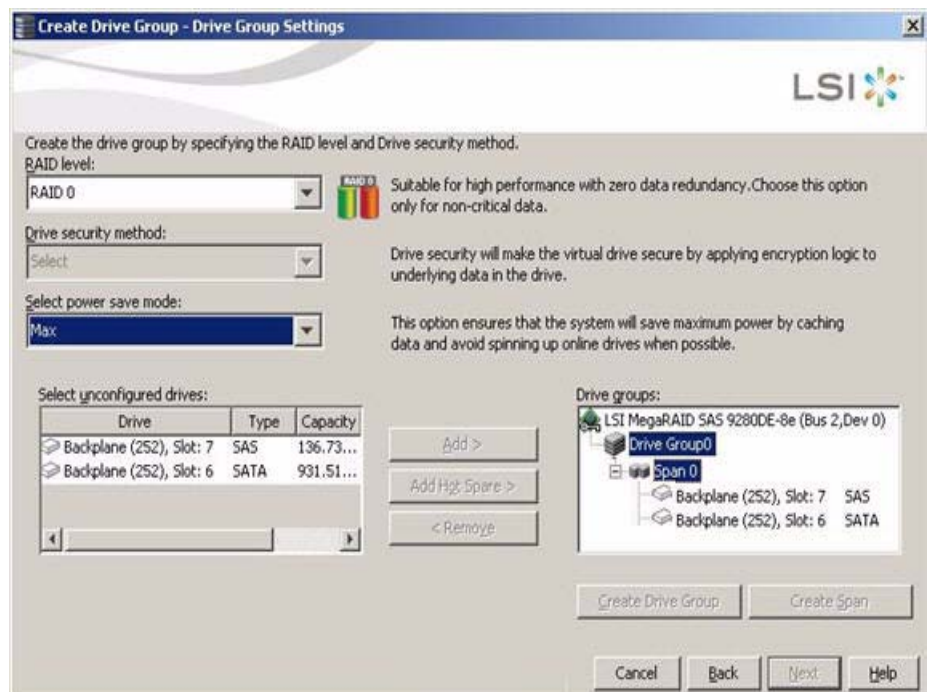 Create Drive Group - Drive Group Settings
LSI
Create the drive group by specifying the RAID level and Drive security method.
RAID level:
RAID 0
RAID 0
Suitable for high performance with zero data redundancy.Choose this option
only for non-critical data.
Drive security method:
Select
Drive security will make the virtual drive secure by applying encryption logic to
underlying data in the drive.
Select power save mode:
Max
This option ensures that the system will save maximum power by caching
data and avoid spinning up online drives when possible.
Select unconfigured drives:
Drive Type Capacity
Backplane (252), Slot: 7 SAS 136.73...
Backplane (252), Slot: 6 SATA 931.51...
Add >
Add Hot Spare >
< Remove
Drive groups:
LSI MegaRAID SAS 9280DE-8e (Bus 2,Dev 0)
Drive Group0
Span 0
Backplane (252), Slot: 7 SAS
Backplane (252), Slot: 6 SATA
Create Drive Group Create Span
Cancel Back Next Help